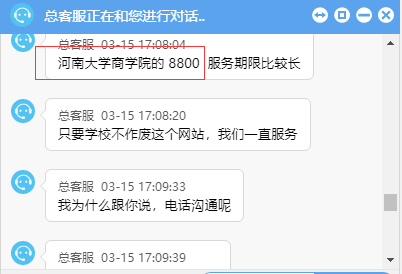 总客服正在和您进行对话..
总客服 03-15 17:08:04
河南大学商学院的 8800 服务期限比较长
总客服 03-15 17:08:20
只要学校不作废这个网站，我们一直服务
总客服 03-15 17:09:33
我为什么跟你说，电话沟通呢
总客服 03-15 17:09:39